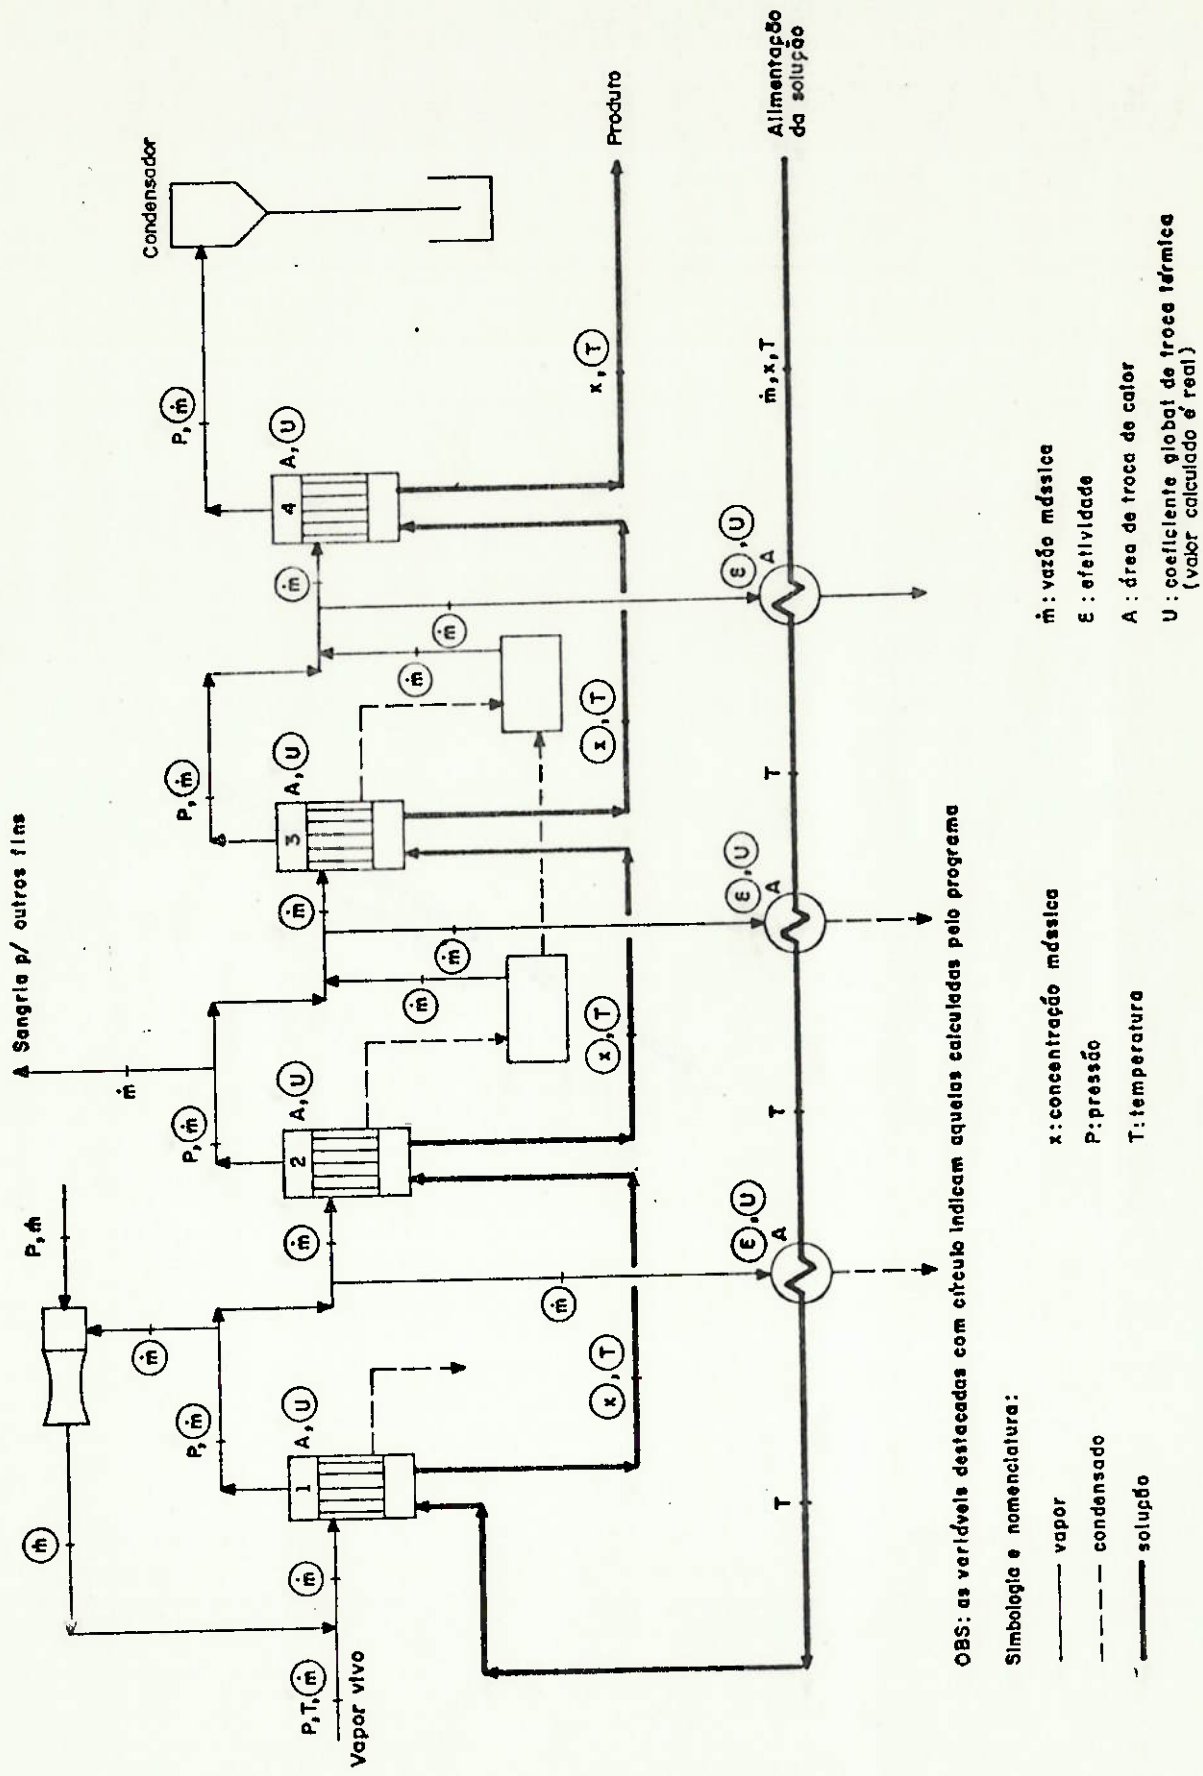 Sangria p/ outros fins
P, ṁ
ṁ
ṁ
ṁ
Condensador
P, ṁ
P, ṁ
P, ṁ
P, ṁ
1
A, U
2
A, U
3
A, U
4
A, U
P, T, ṁ
Vapor vivo
ṁ
ṁ
ṁ
ṁ
ṁ
ṁ
ṁ
ṁ
ṁ
x, T
x, T
x, T
x, T
Produto
Ɛ, U
A
Ɛ, U
A
Ɛ, U
A
T
T
T
ṁ, x, T
Alimentação
da solução
OBS: as variáveis destacadas com círculo indicam aquelas calculadas pelo programa
Simbologia e nomenclatura:
vapor
condensado
solução
x: concentração mássica
P: pressão
T: temperatura
ṁ: vazão mássica
Ɛ: efetividade
A: área de troca de calor
U: coeficiente global de troca térmica
(valor calculado e real)